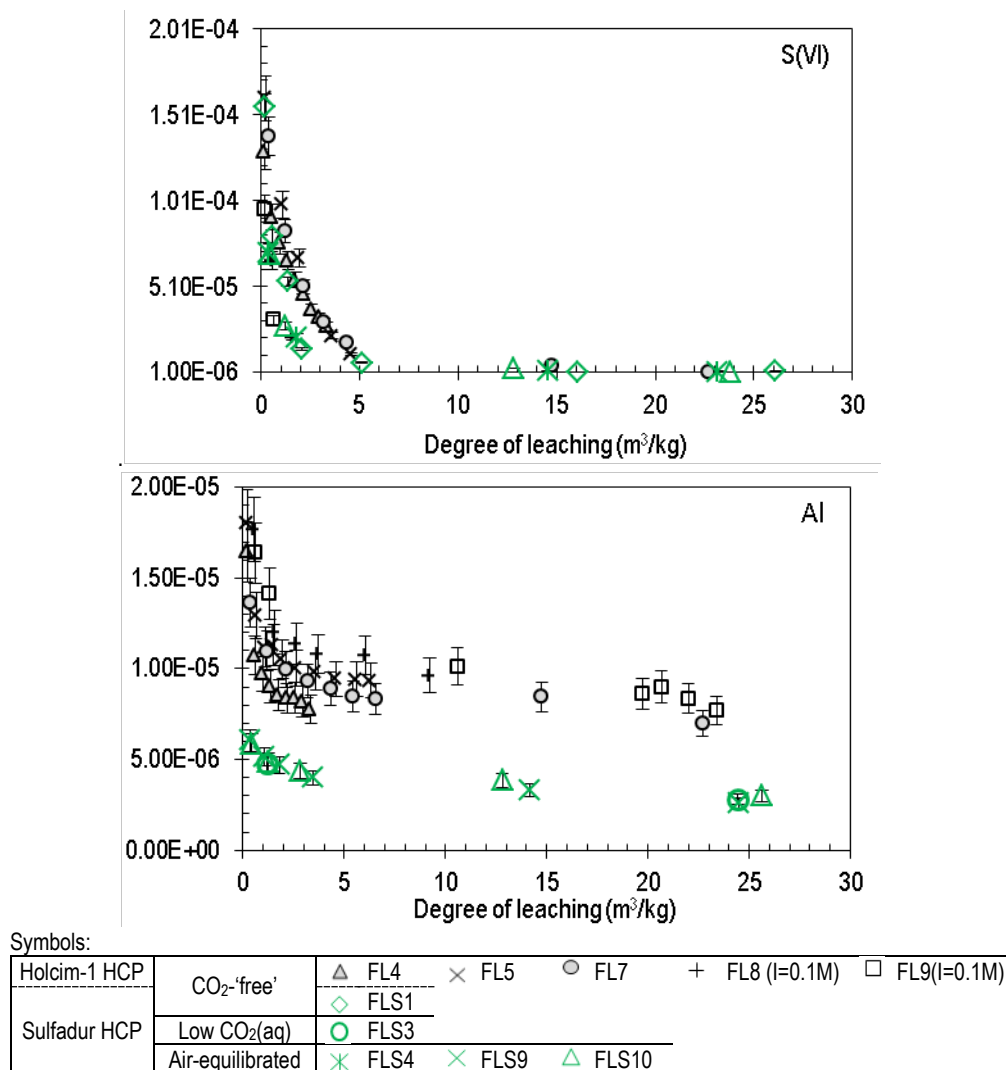 2.01E-04
S(VI)
1.51E-04
1.01E-04
5.10E-05
1.00E-06
0 5 10 15 20 25 30
Degree of leaching (m³/kg)
.
2.00E-05
Al
1.50E-05
1.00E-05
5.00E-06
0.00E+00
0 5 10 15 20 25 30
Degree of leaching (m³/kg)
Symbols:
Holcim-1 HCP CO₂-‘free’ FL4 FL5 FL7 FL8 (I=0.1M) FL9(I=0.1M)
Sulfadur HCP FLS1
Low CO₂(aq) FLS3
Air-equilibrated FLS4 FLS9 FLS10